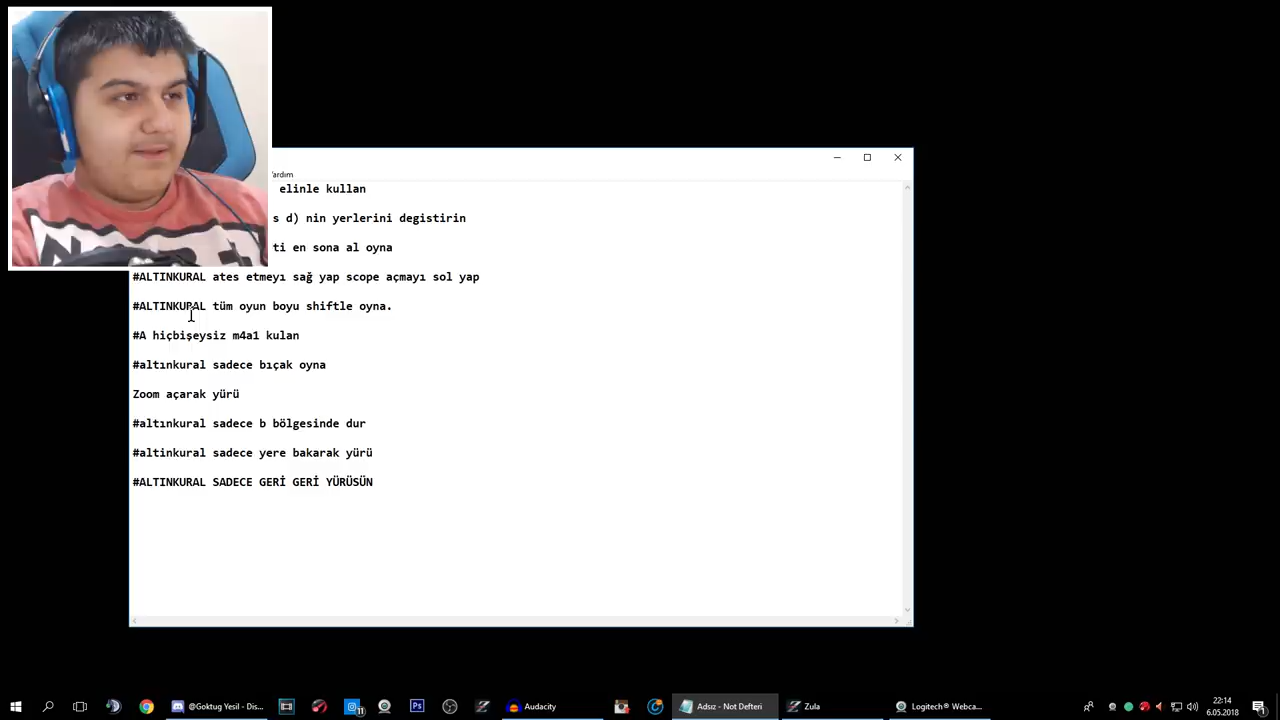 Yardım
elinle kullan
s d) nin yerlerini degistirin
ti en sona al oyna
#ALTINKURAL ates etmeyı sağ yap scope açmayı sol yap
#ALTINKURAL tüm oyun boyu shiftle oyna.
#A hiçbişeysiz m4a1 kulan
#altınkural sadece bıçak oyna
Zoom açarak yürü
#altınkural sadece b bölgesinde dur
#altinkural sadece yere bakarak yürü
#ALTINKURAL SADECE GERİ GERİ YÜRÜSÜN
@Goktug Yesil - Dis...
11
Ps
Audacity
Adsız - Not Defteri
Zula
Logitech® Webca...
22:14
6.05.2018